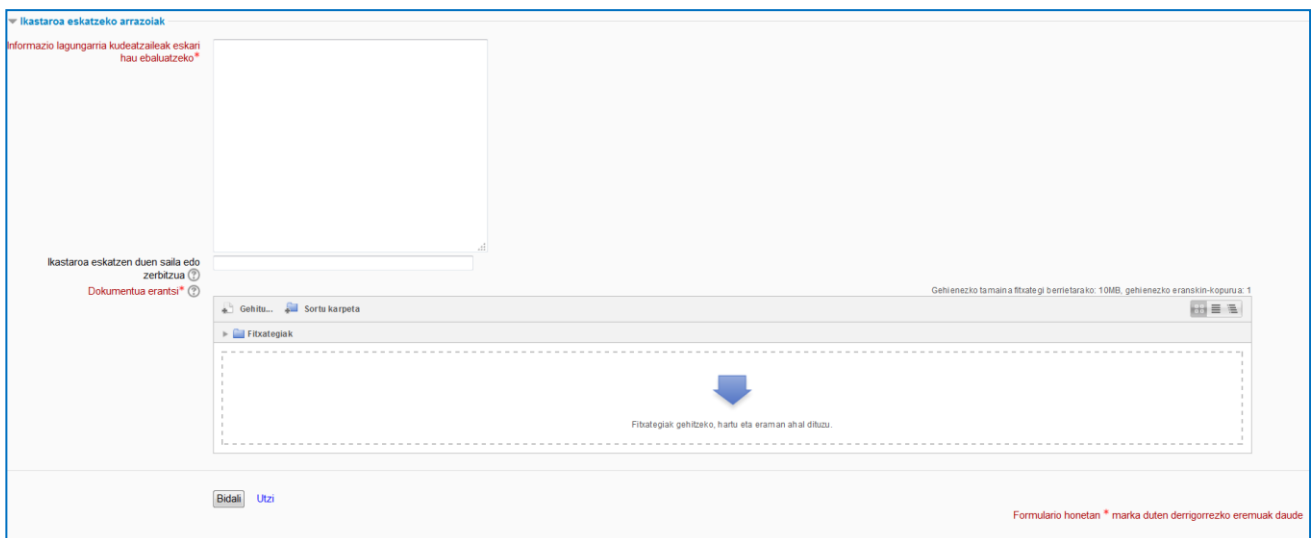 Ikastaroa eskatzeko arrazoiak
Informazio lagungarria kudeatzaileak eskari
hau ebaluatzeko*
Ikastaroa eskatzen duen saila edo
zerbitzua
Dokumentua erantsi*
Gehienezko tamaina fitxategi berrietarako: 10MB, gehienezko eranskin-kopurua: 1
Gehitu... Sortu karpeta
Fitxategiak
Fitxategiak gehitzeko, hartu eta eraman ahal dituzu.
Bidali Utzi
Formulario honetan * marka duten derrigorrezko eremuak daude